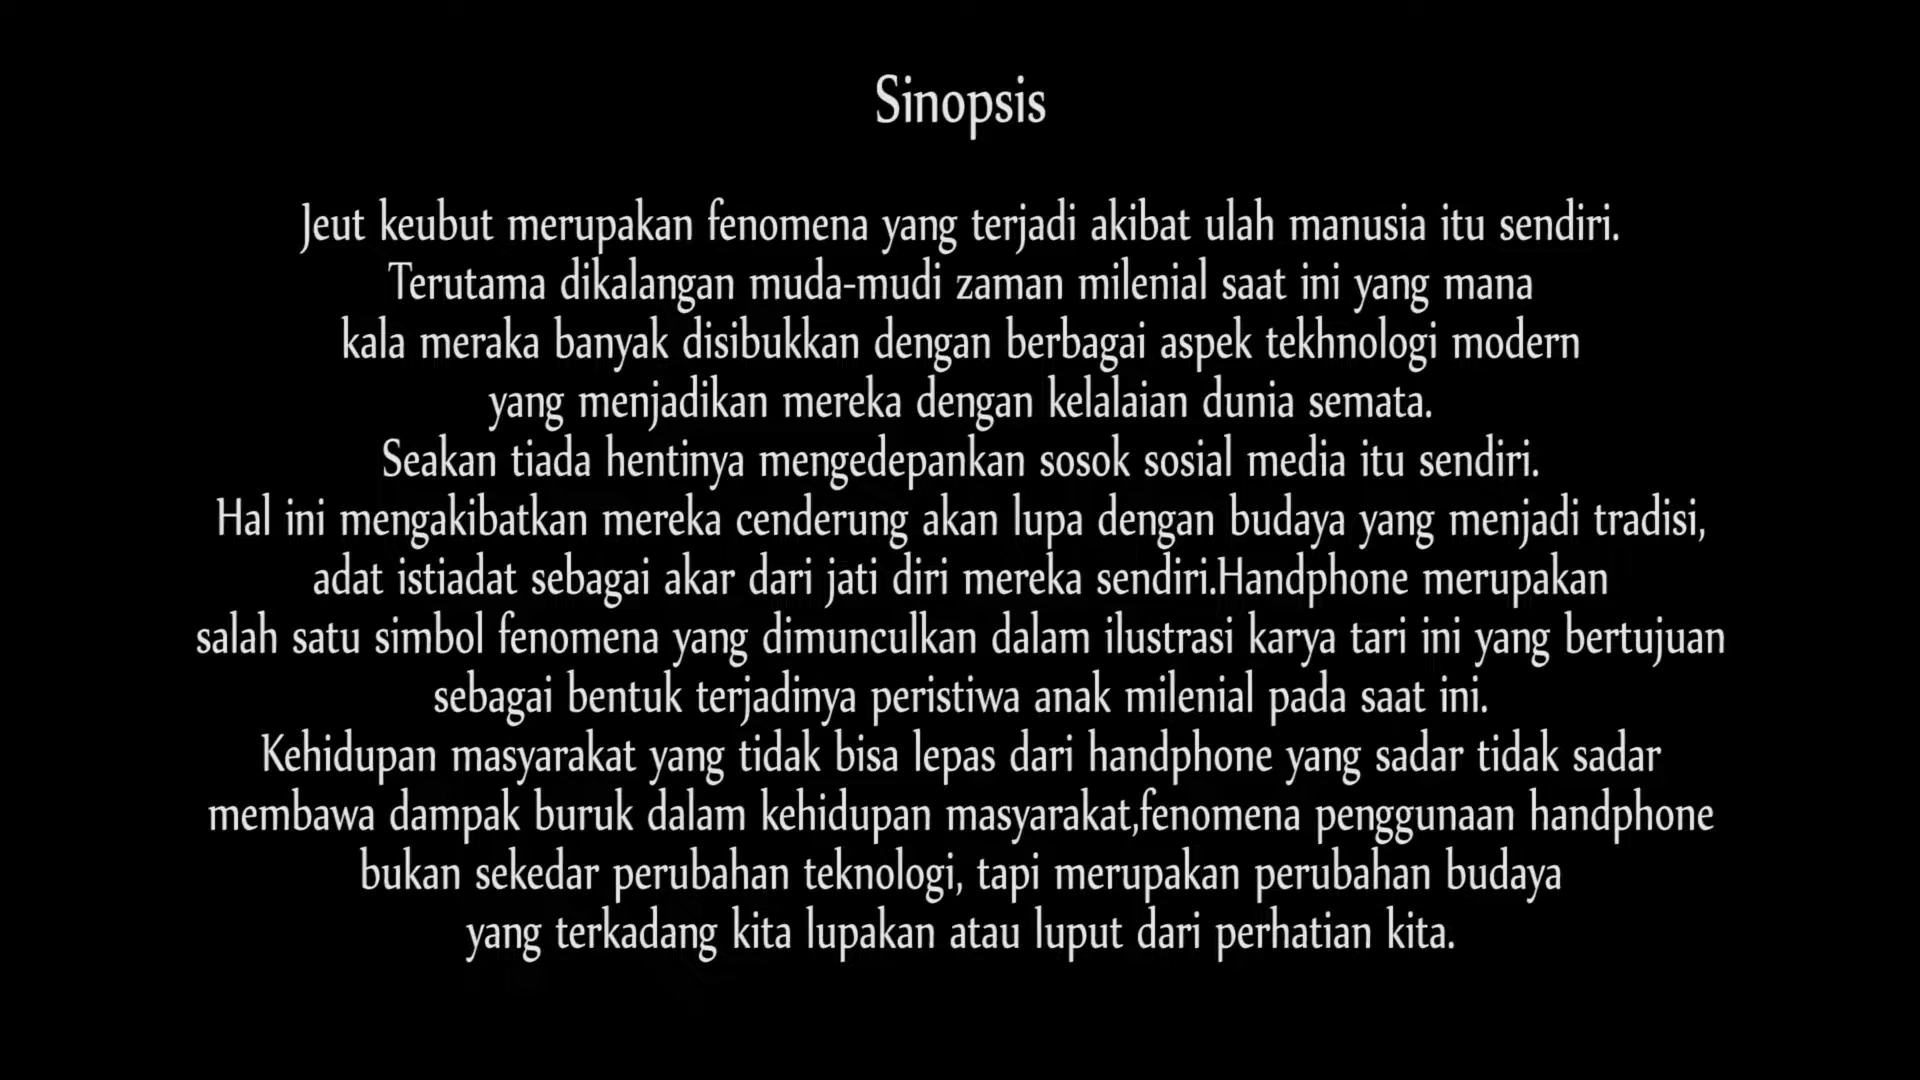 Sinopsis
Jeut keubut merupakan fenomena yang terjadi akibat ulah manusia itu sendiri.
Terutama dikalangan muda-mudi zaman milenial saat ini yang mana
kala meraka banyak disibukkan dengan berbagai aspek tekhnologi modern
yang menjadikan mereka dengan kelalaian dunia semata.
Seakan tiada hentinya mengedepankan sosok sosial media itu sendiri.
Hal ini mengakibatkan mereka cenderung akan lupa dengan budaya yang menjadi tradisi,
adat istiadat sebagai akar dari jati diri mereka sendiri.Handphone merupakan
salah satu simbol fenomena yang dimunculkan dalam ilustrasi karya tari ini yang bertujuan
sebagai bentuk terjadinya peristiwa anak milenial pada saat ini.
Kehidupan masyarakat yang tidak bisa lepas dari handphone yang sadar tidak sadar
membawa dampak buruk dalam kehidupan masyarakat,fenomena penggunaan handphone
bukan sekedar perubahan teknologi, tapi merupakan perubahan budaya
yang terkadang kita lupakan atau luput dari perhatian kita.